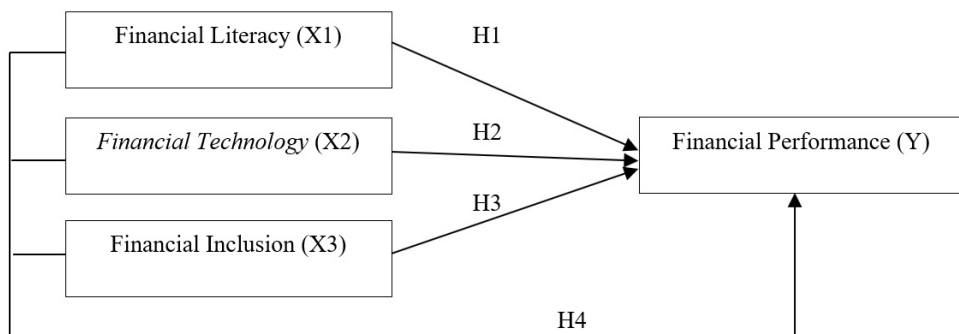 Financial Literacy (X1)
H1
Financial Technology (X2)
H2
Financial Performance (Y)
H3
Financial Inclusion (X3)
H4